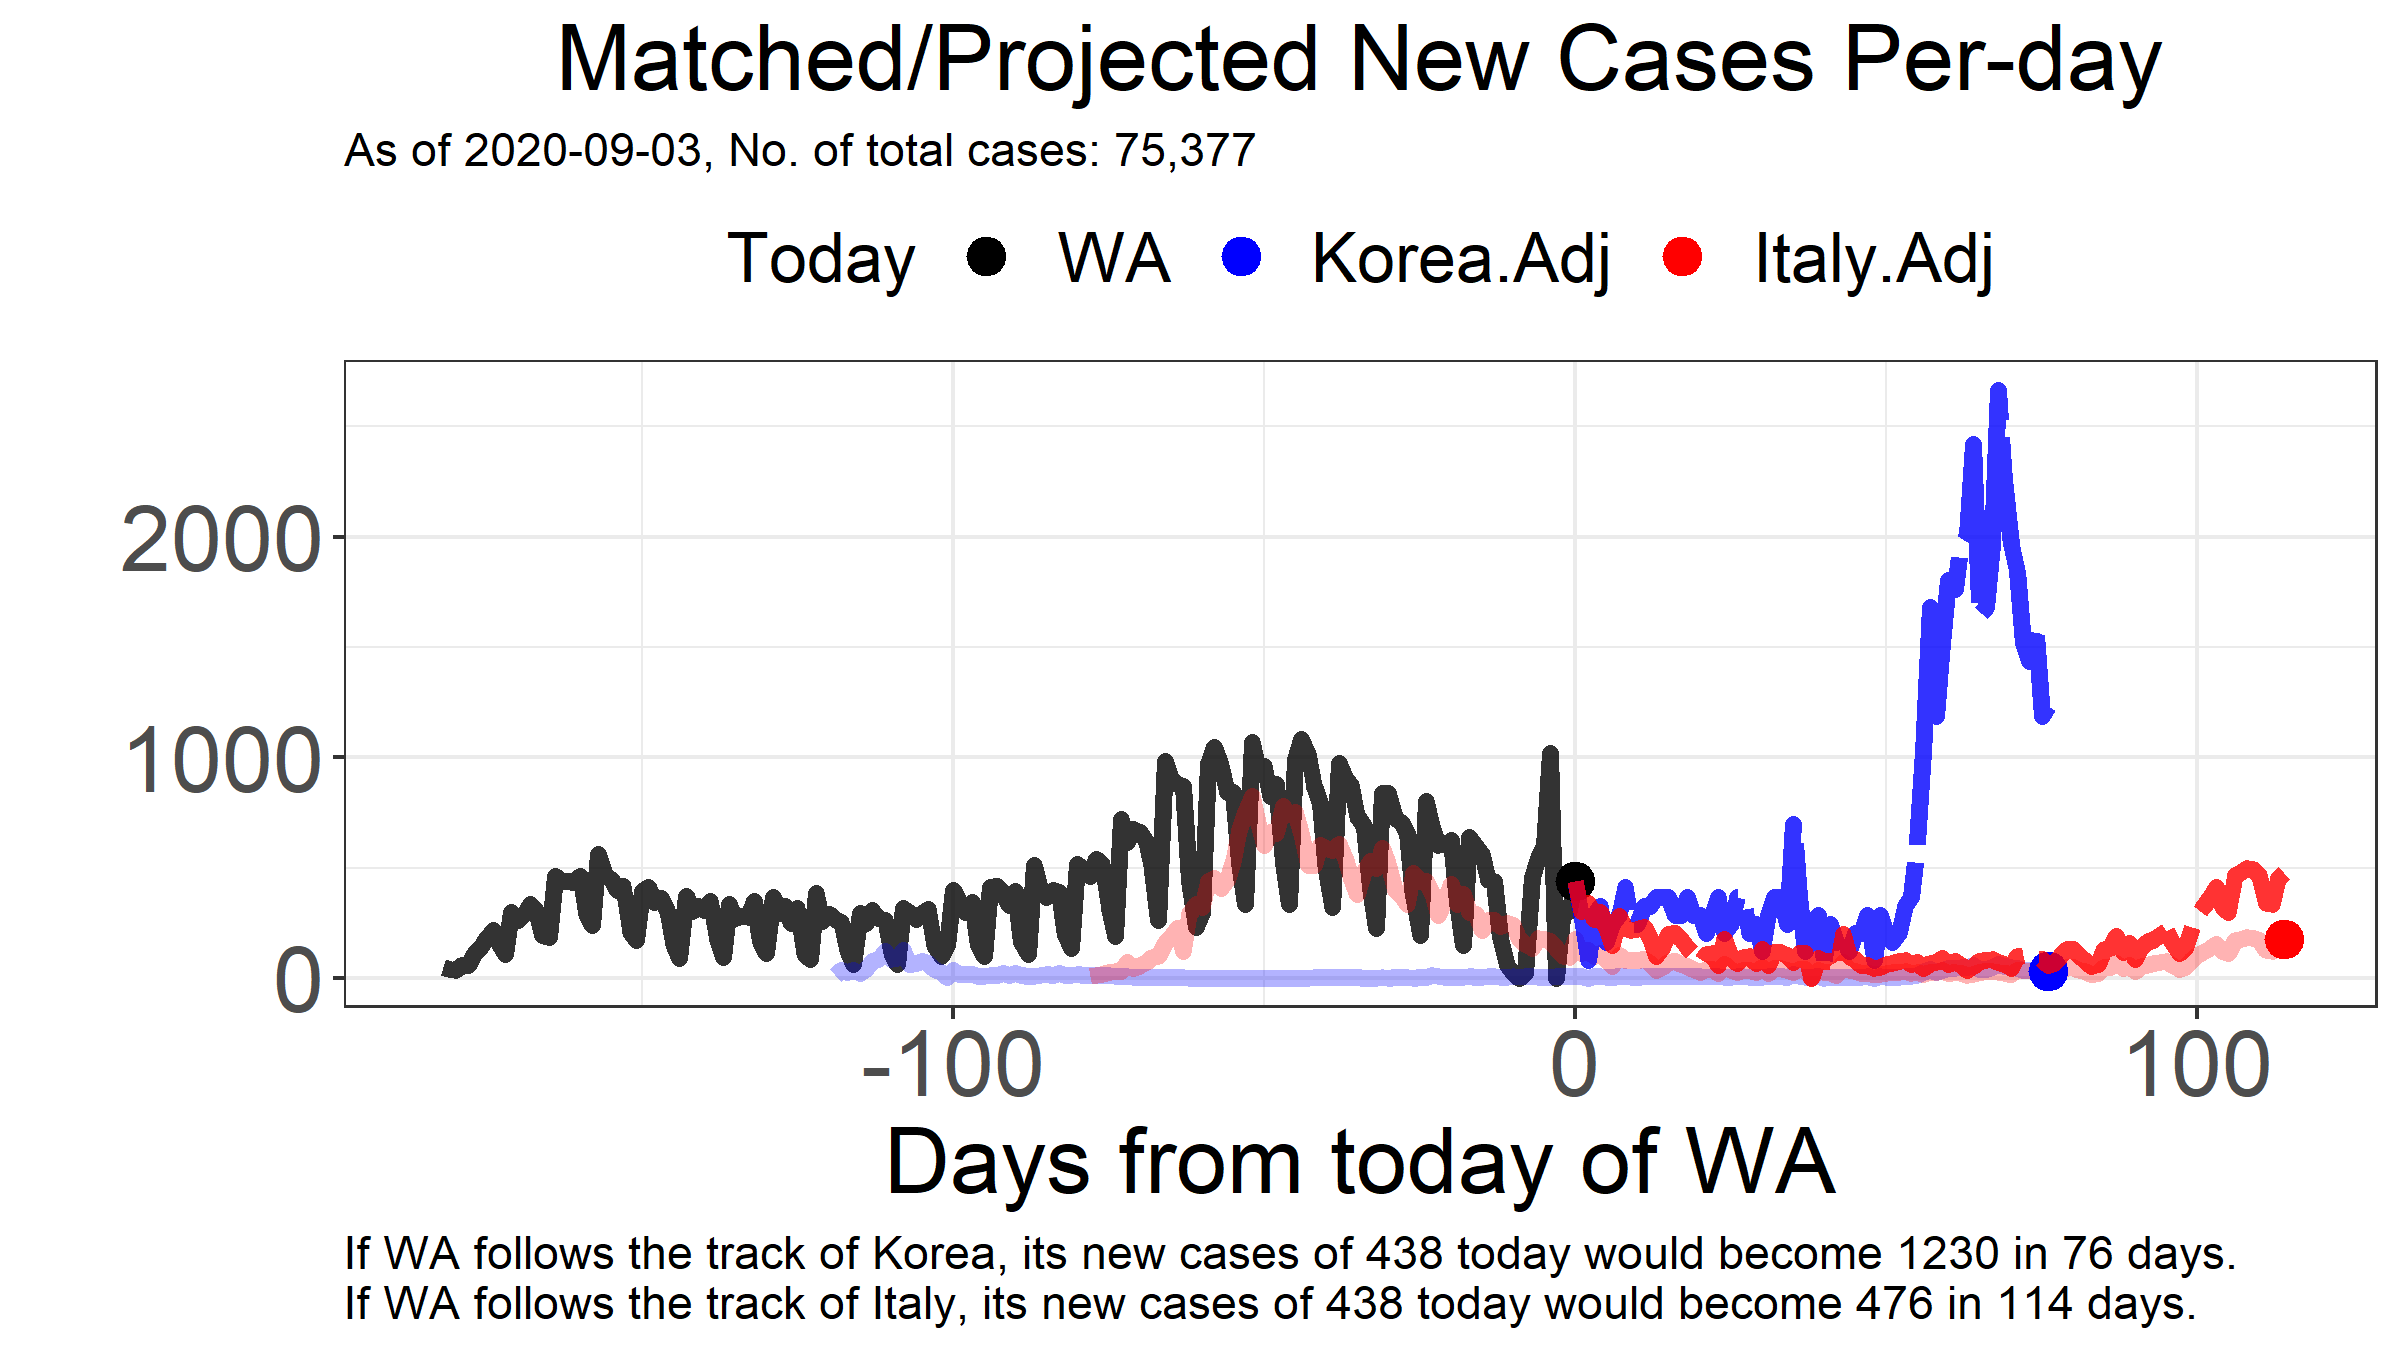 Matched/Projected New Cases Per-day
As of 2020-09-03, No. of total cases: 75,377
Today WA Korea.Adj Italy.Adj
2000
1000
0
-100 0 100
Days from today of WA
If WA follows the track of Korea, its new cases of 438 today would become 1230 in 76 days.
If WA follows the track of Italy, its new cases of 438 today would become 476 in 114 days.